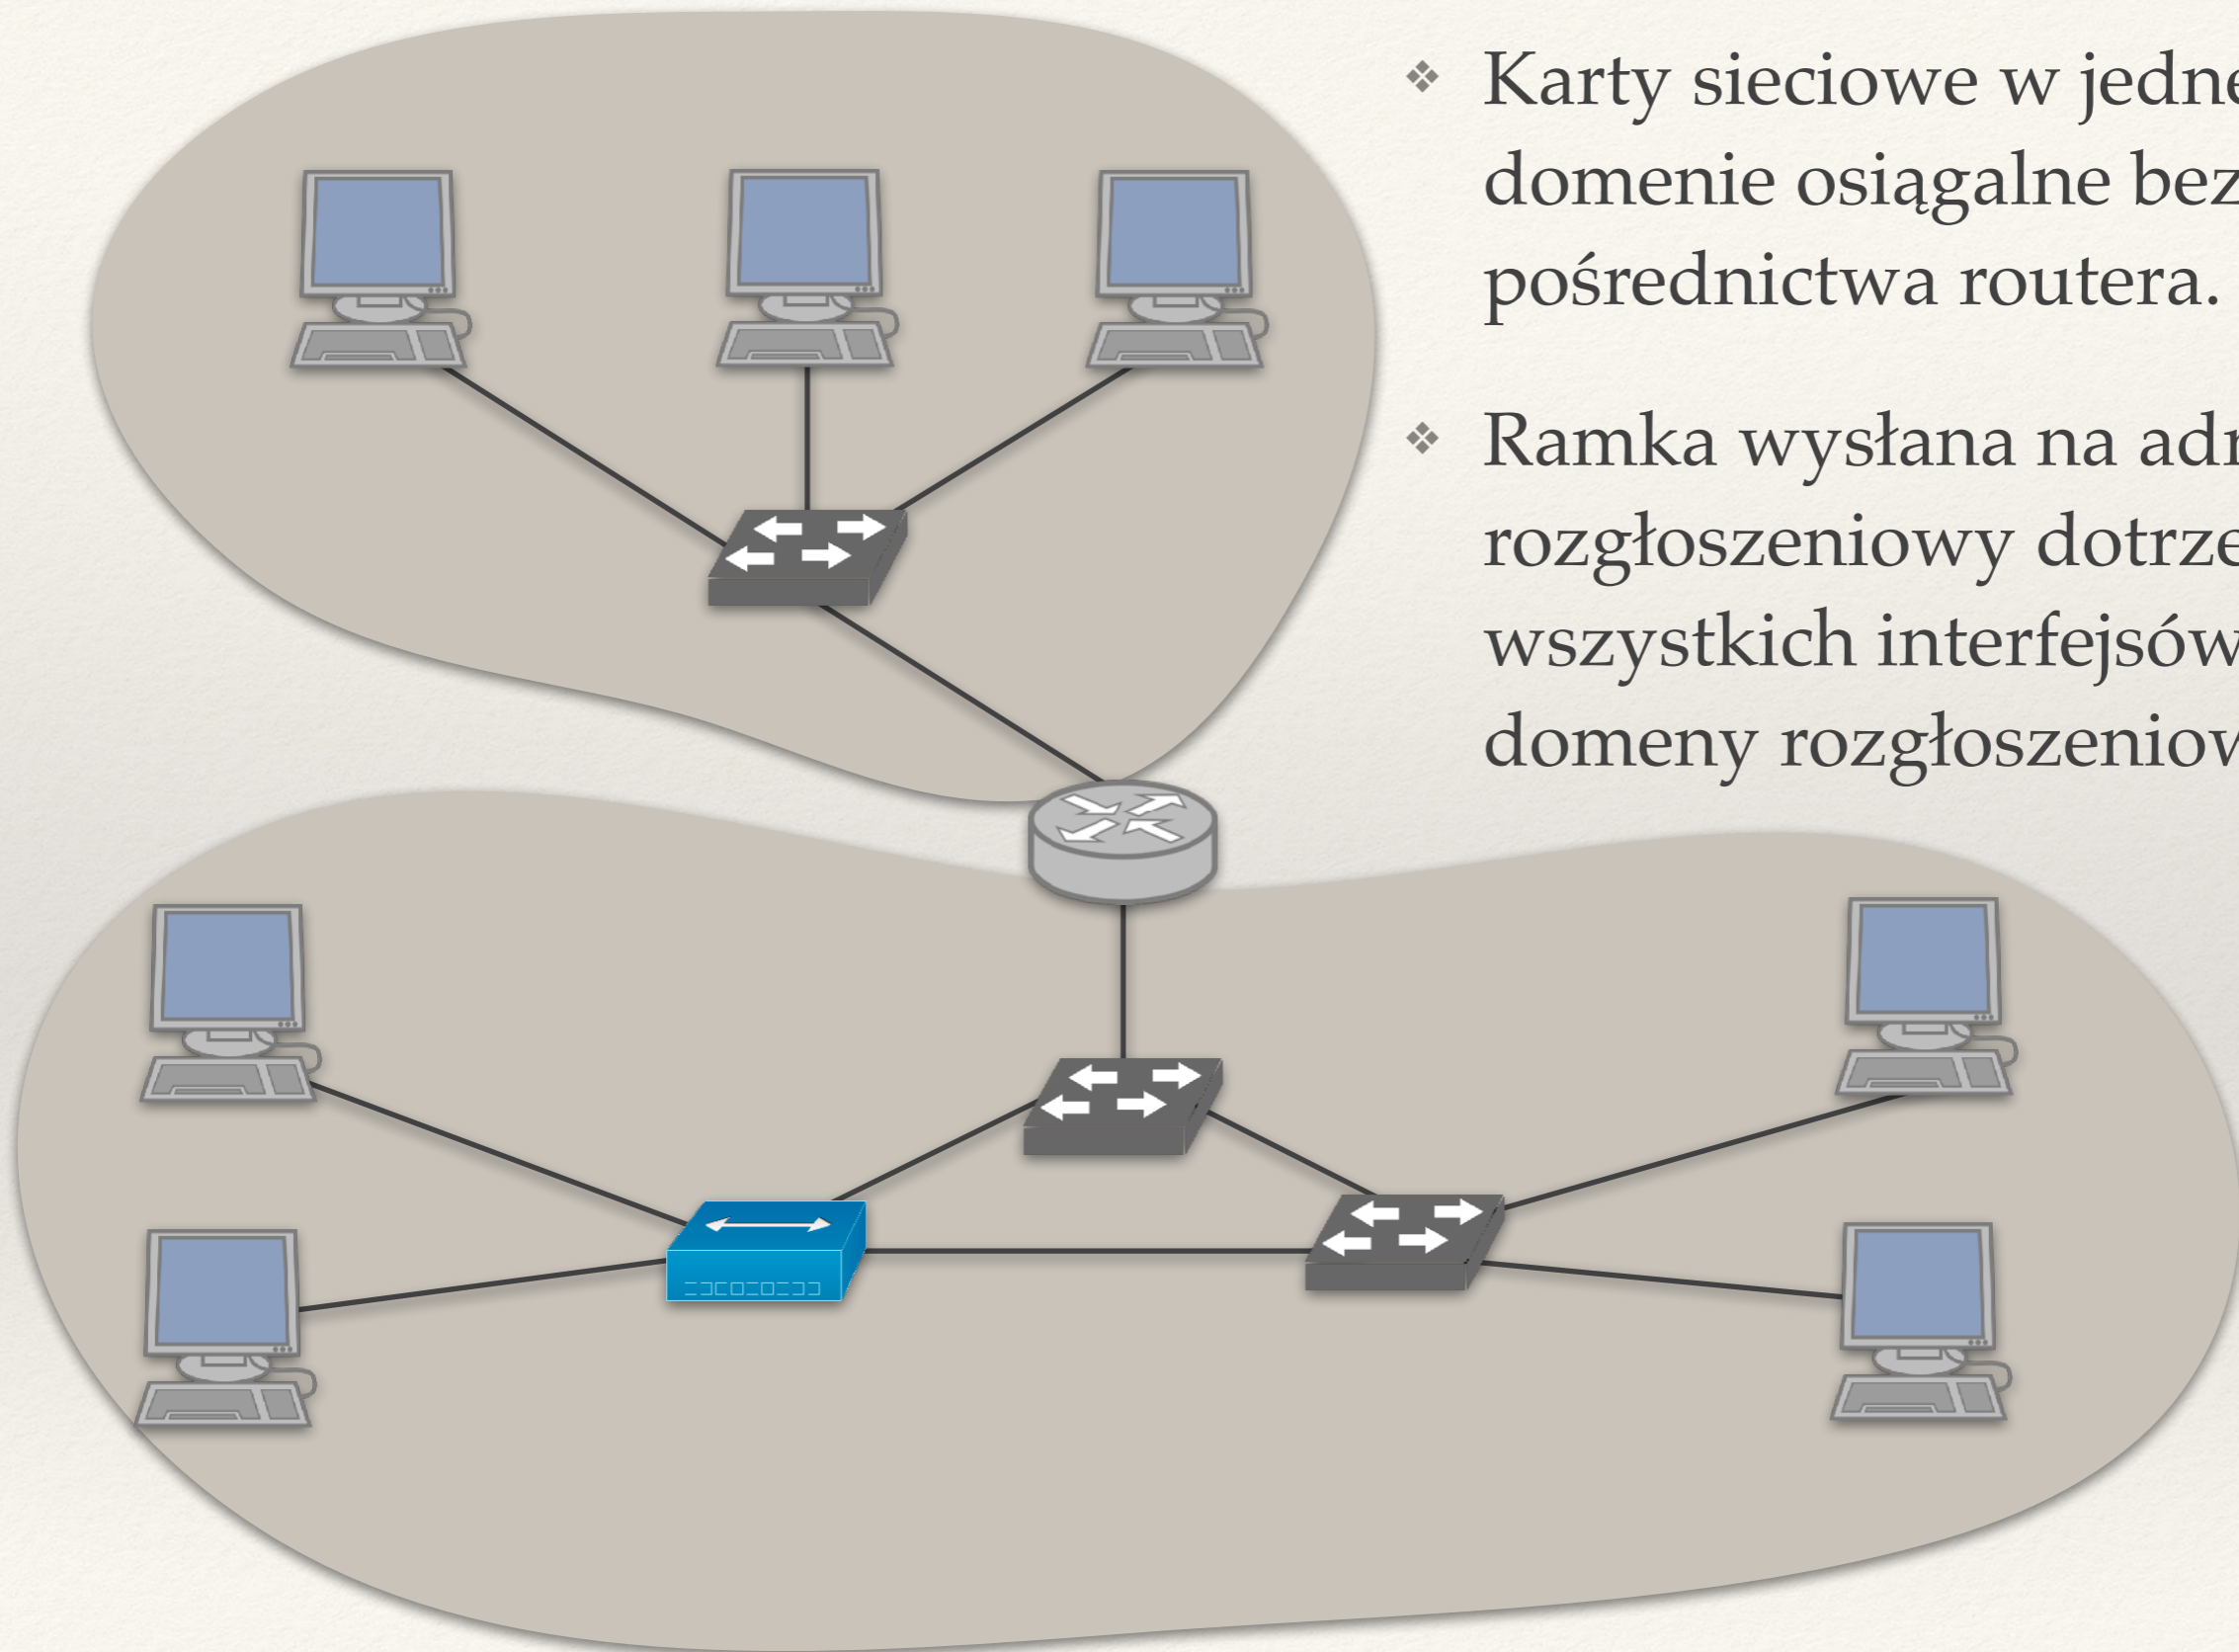 Karty sieciowe w jedne
domenie osiągalne bez
pośrednictwa routera.
Ramka wysłana na adr
rozgłoszeniowy dotrze
wszystkich interfejsów
domeny rozgłoszeniow